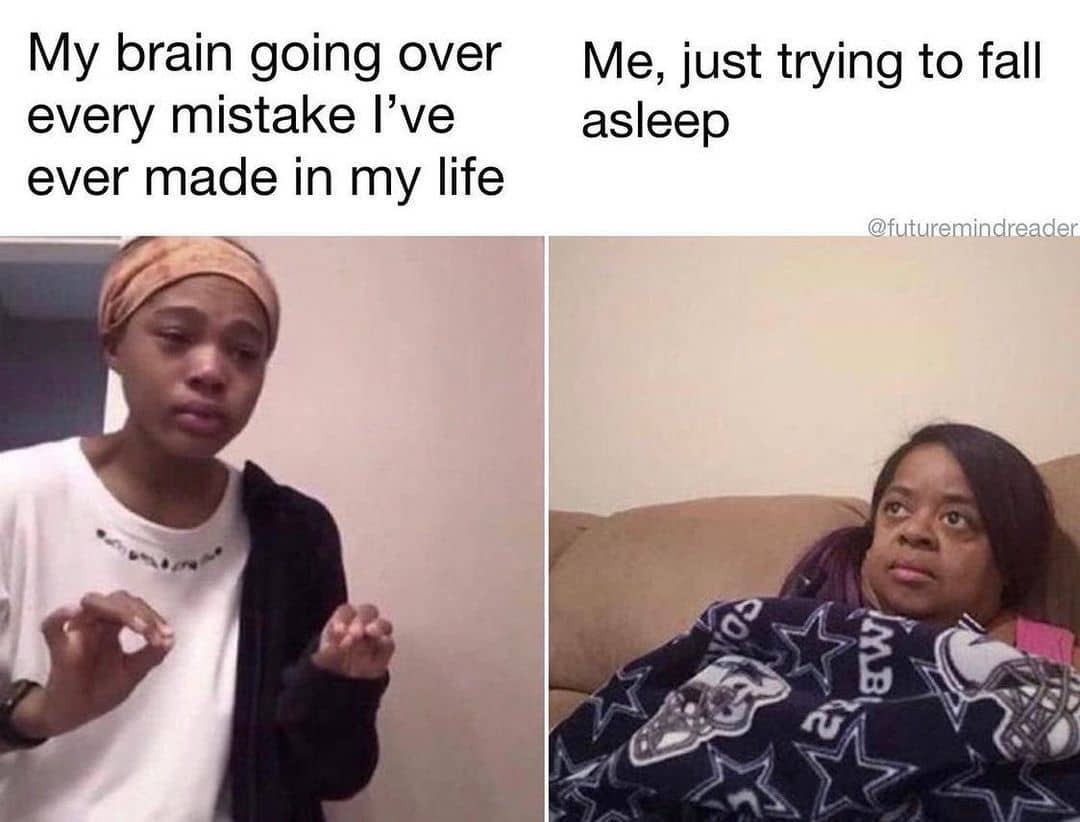 My brain going over
every mistake I’ve
ever made in my life
Me, just trying to fall
asleep
@futuremindreader